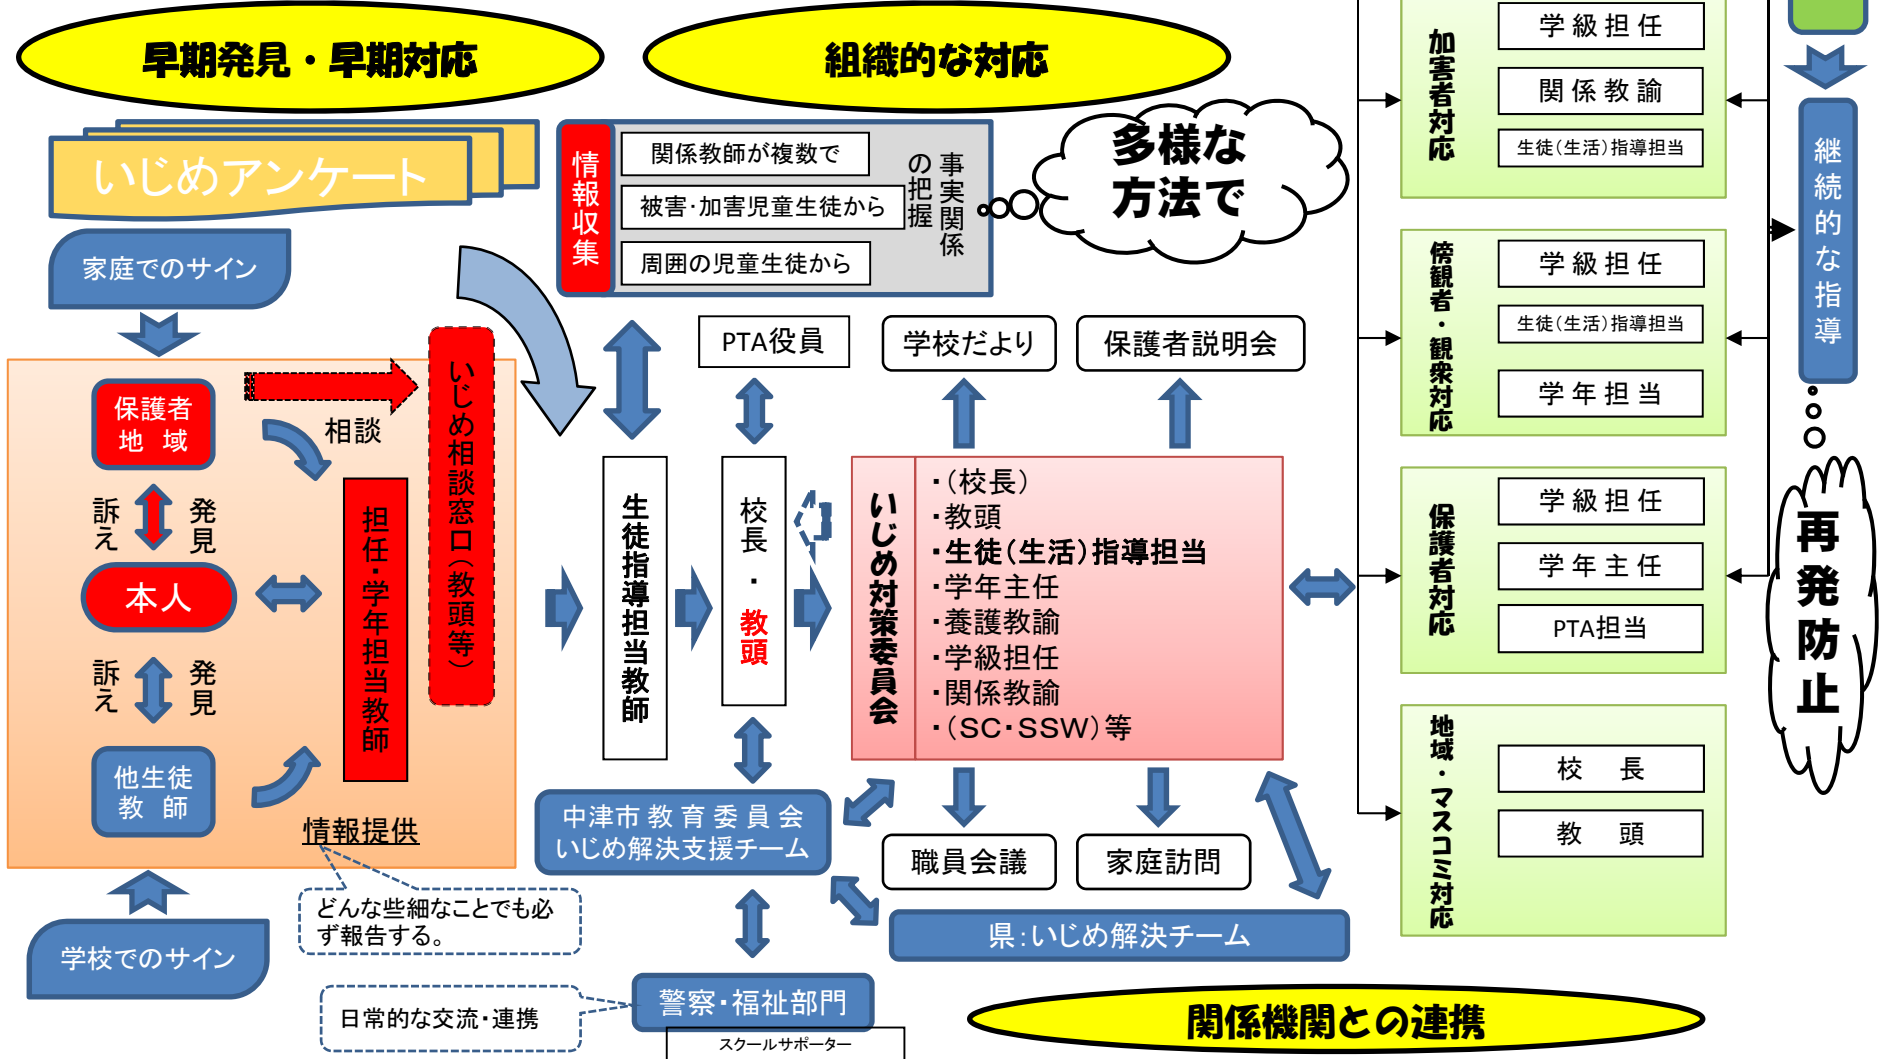 早期発見・早期対応
組織的な対応
いじめアンケート
家庭でのサイン
保護者
地 域
相談
訴え
発見
本人
訴え
発見
他生徒
教 師
情報提供
担任・学年担当教師
いじめ相談窓口(教頭等)
どんな些細なことでも必
ず報告する。
学校でのサイン
日常的な交流・連携
情報収集
関係教師が複数で
被害・加害児童生徒から
周囲の児童生徒から
事実関係
の把握
多様な
方法で
PTA役員
学校だより
保護者説明会
生徒指導担当教師
校長・教頭
いじめ対策委員会
・(校長)
・教頭
・生徒(生活)指導担当
・学年主任
・養護教諭
・学級担任
・関係教諭
・(SC・SSW)等
中津市教育委員会
いじめ解決支援チーム
職員会議
家庭訪問
県:いじめ解決チーム
警察・福祉部門
スクールサポーター
関係機関との連携
加害者対応
学級担任
関係教諭
生徒(生活)指導担当
傍観者・観衆対応
学級担任
生徒(生活)指導担当
学年担当
保護者対応
学級担任
学年主任
PTA担当
地域・マスコミ対応
校 長
教 頭
継続的な指導
再発防止